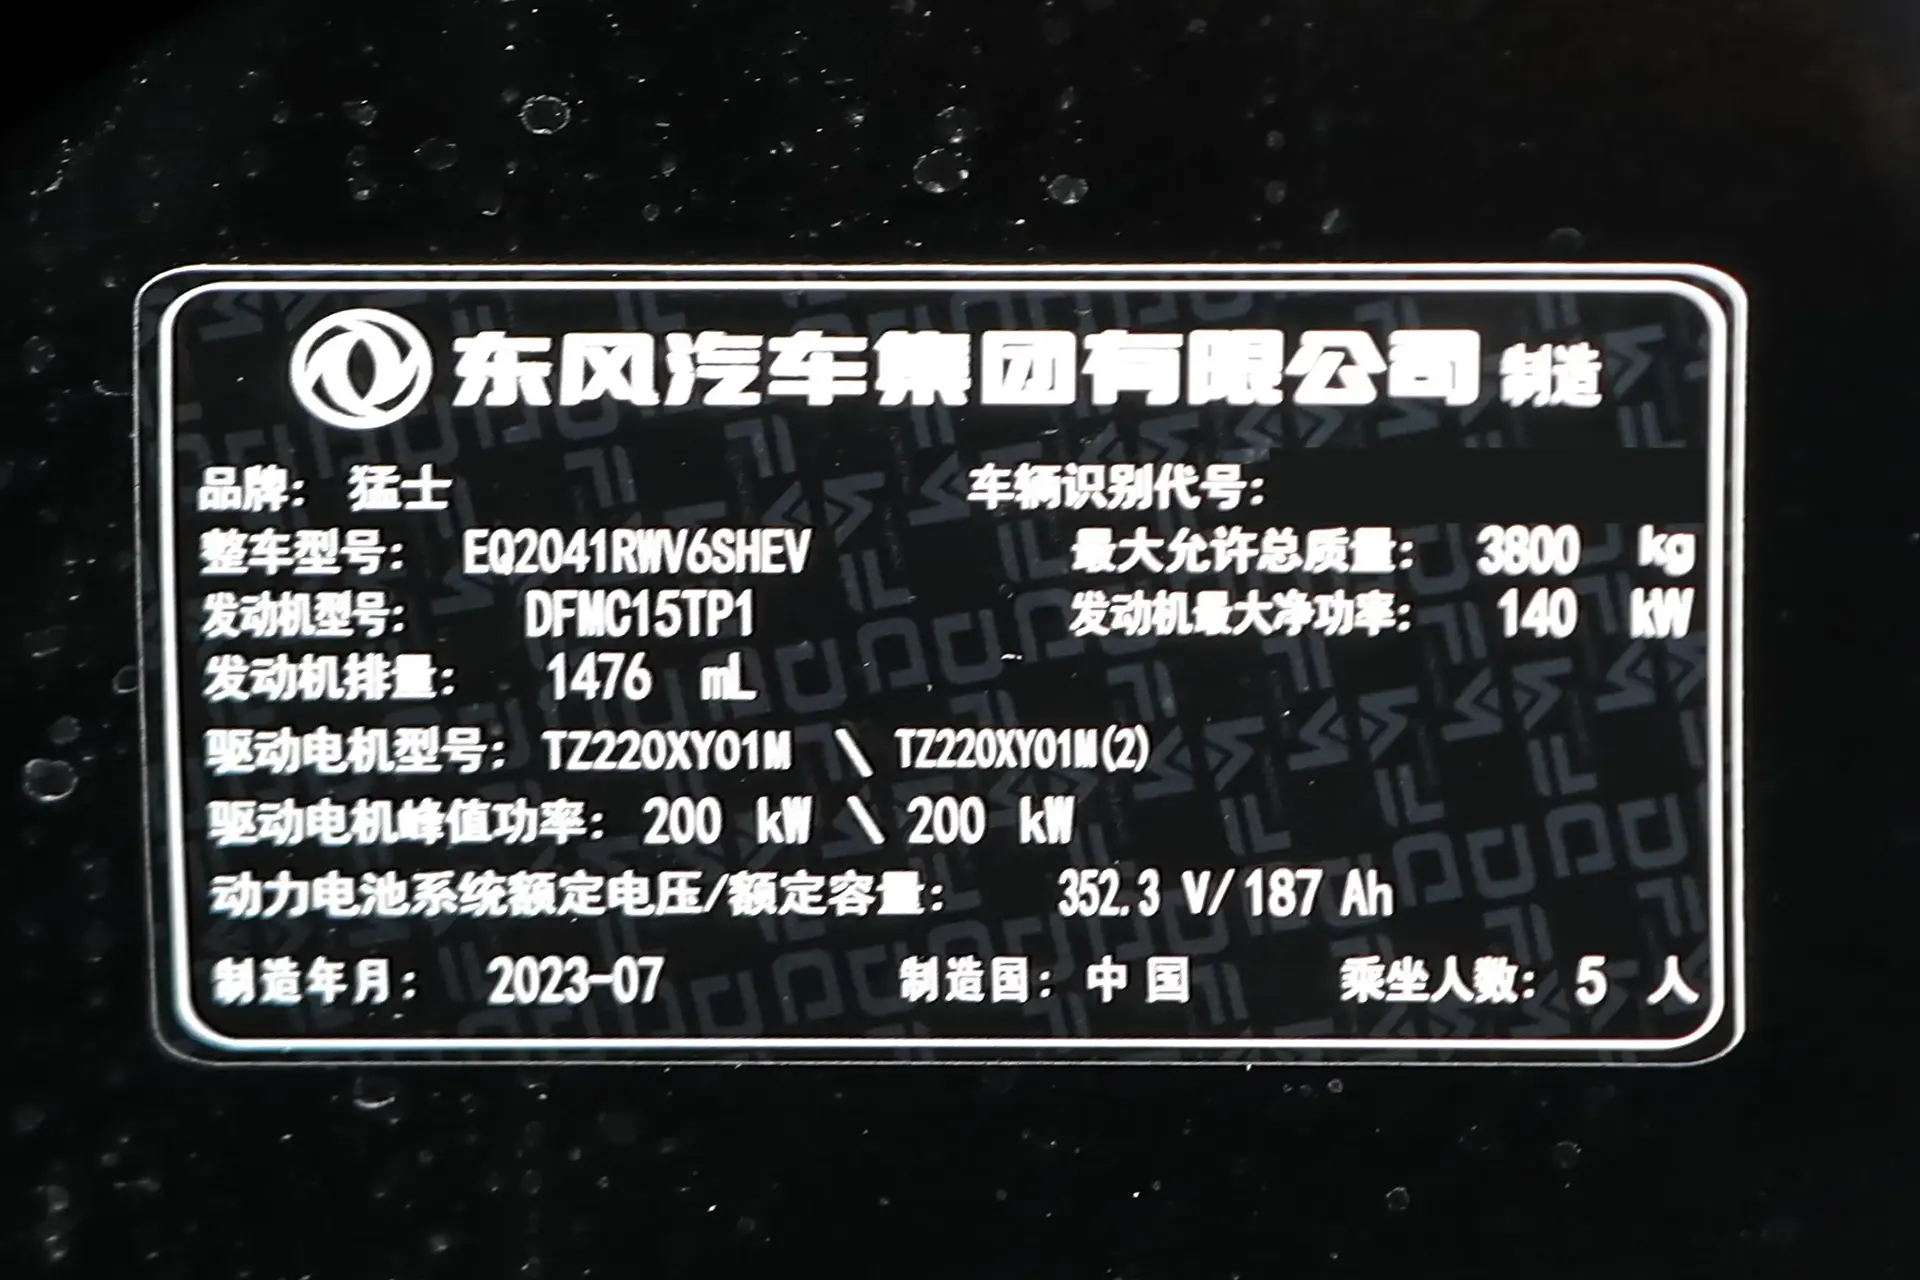 东风汽车集团有限公司 制造
品牌: 猛士 车辆识别代号:
整车型号: EQ2041RWV6SHEV 最大允许总质量: 3800 kg
发动机型号: DFMC15TP1 发动机最大净功率: 140 kW
发动机排量: 1476 mL
驱动电机型号: TZ220XY01M \ TZ220XY01M(2)
驱动电机峰值功率: 200 kW \ 200 kW
动力电池系统额定电压/额定容量: 352.3 V/187 Ah
制造年月: 2023-07 制造国: 中国 乘坐人数: 5 人